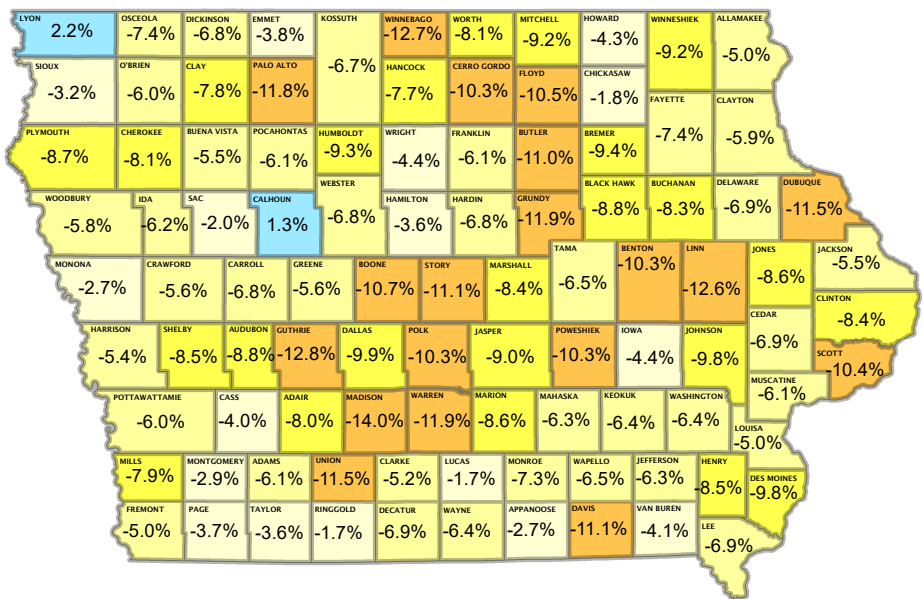 LYON
2.2%
OSCEOLA
-7.4%
DICKINSON
-6.8%
EMMET
-3.8%
KOSSUTH
-6.7%
WINNEBAGO
-12.7%
WORTH
-8.1%
MITCHELL
-9.2%
HOWARD
-4.3%
WINNESHIEK
-9.2%
ALLAMAKEE
-5.0%
SIOUX
-3.2%
O'BRIEN
-6.0%
CLAY
-7.8%
PALO ALTO
-11.8%
HANCOCK
-7.7%
CERRO GORDO
-10.3%
FLOYD
-10.5%
CHICKASAW
-1.8%
FAYETTE
-7.4%
CLAYTON
-5.9%
PLYMOUTH
-8.7%
CHEROKEE
-8.1%
BUENA VISTA
-5.5%
POCAHONTAS
-6.1%
HUMBOLDT
-9.3%
WRIGHT
-4.4%
FRANKLIN
-6.1%
BUTLER
-11.0%
BREMER
-9.4%
WOODBURY
-5.8%
IDA
-6.2%
SAC
-2.0%
CALHOUN
1.3%
WEBSTER
-6.8%
HAMILTON
-3.6%
HARDIN
-6.8%
GRUNDY
-11.9%
BLACK HAWK
-8.8%
BUCHANAN
-8.3%
DELAWARE
-6.9%
DUBUQUE
-11.5%
MONONA
-2.7%
CRAWFORD
-5.6%
CARROLL
-6.8%
GREENE
-5.6%
BOONE
-10.7%
STORY
-11.1%
MARSHALL
-8.4%
TAMA
-6.5%
BENTON
-10.3%
LINN
-12.6%
JONES
-8.6%
JACKSON
-5.5%
CLINTON
-8.4%
HARRISON
-5.4%
SHELBY
-8.5%
AUDUBON
-8.8%
GUTHRIE
-12.8%
DALLAS
-9.9%
POLK
-10.3%
JASPER
-9.0%
POWESHIEK
-10.3%
IOWA
-4.4%
JOHNSON
-9.8%
CEDAR
-6.9%
SCOTT
-10.4%
MUSCATINE
-6.1%
POTTAWATTAMIE
-6.0%
CASS
-4.0%
ADAIR
-8.0%
MADISON
-14.0%
WARREN
-11.9%
MARION
-8.6%
MAHASKA
-6.3%
KEOKUK
-6.4%
WASHINGTON
-6.4%
LOUISA
-5.0%
MILLS
-7.9%
MONTGOMERY
-2.9%
ADAMS
-6.1%
UNION
-11.5%
CLARKE
-5.2%
LUCAS
-1.7%
MONROE
-7.3%
WAPELLO
-6.5%
JEFFERSON
-6.3%
HENRY
-8.5%
DES MOINES
-9.8%
FREMONT
-5.0%
PAGE
-3.7%
TAYLOR
-3.6%
RINGGOLD
-1.7%
DECATUR
-6.9%
WAYNE
-6.4%
APPANOOSE
-2.7%
DAVIS
-11.1%
VAN BUREN
-4.1%
LEE
-6.9%